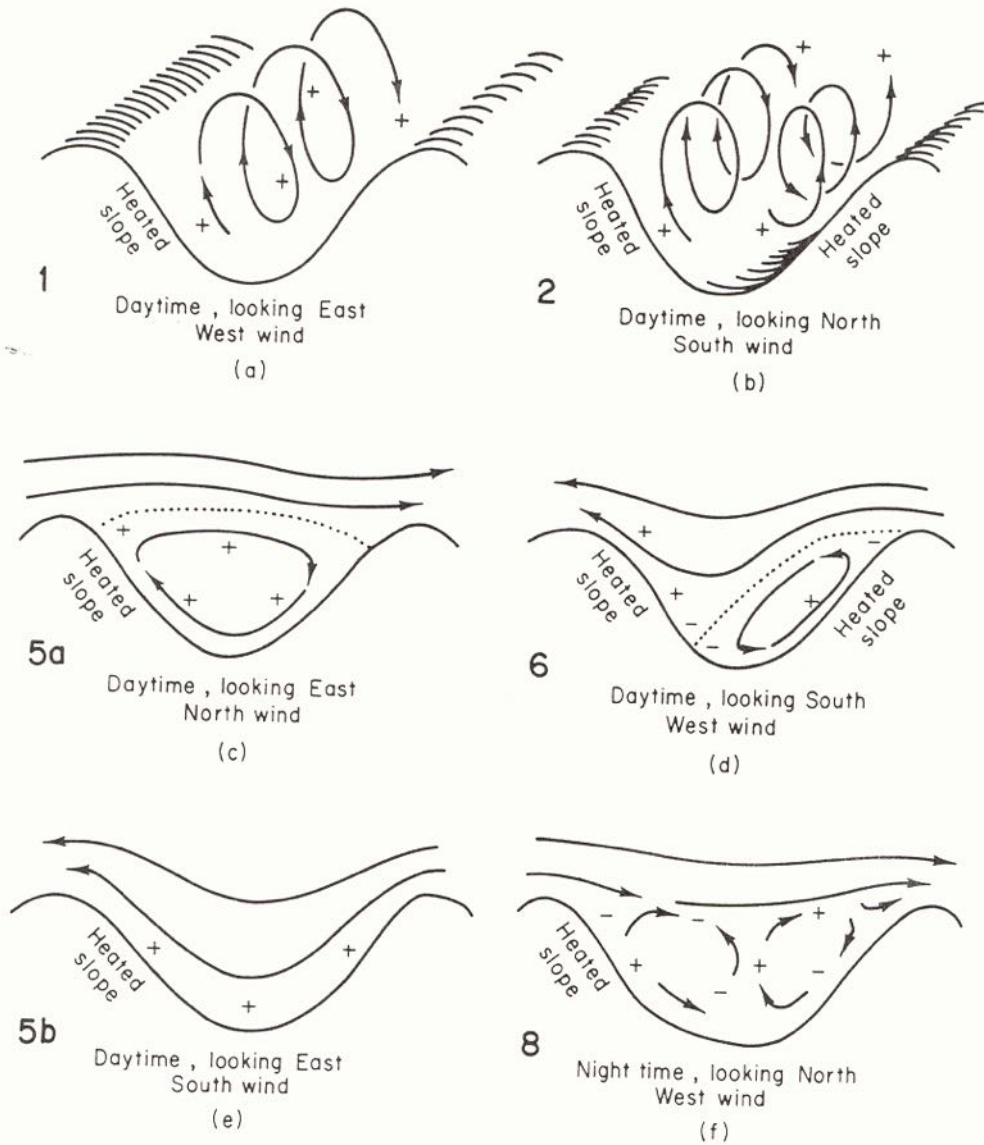 Heated
slope
1
Daytime , looking East
West wind
(a)
Heated
slope
Heated
slope
2
Daytime , looking North
South wind
(b)
Heated
slope
5a
Daytime , looking East
North wind
(c)
Heated
slope
6
Daytime , looking South
West wind
(d)
Heated
slope
5b
Daytime , looking East
South wind
(e)
Heated
slope
8
Night time , looking North
West wind
(f)